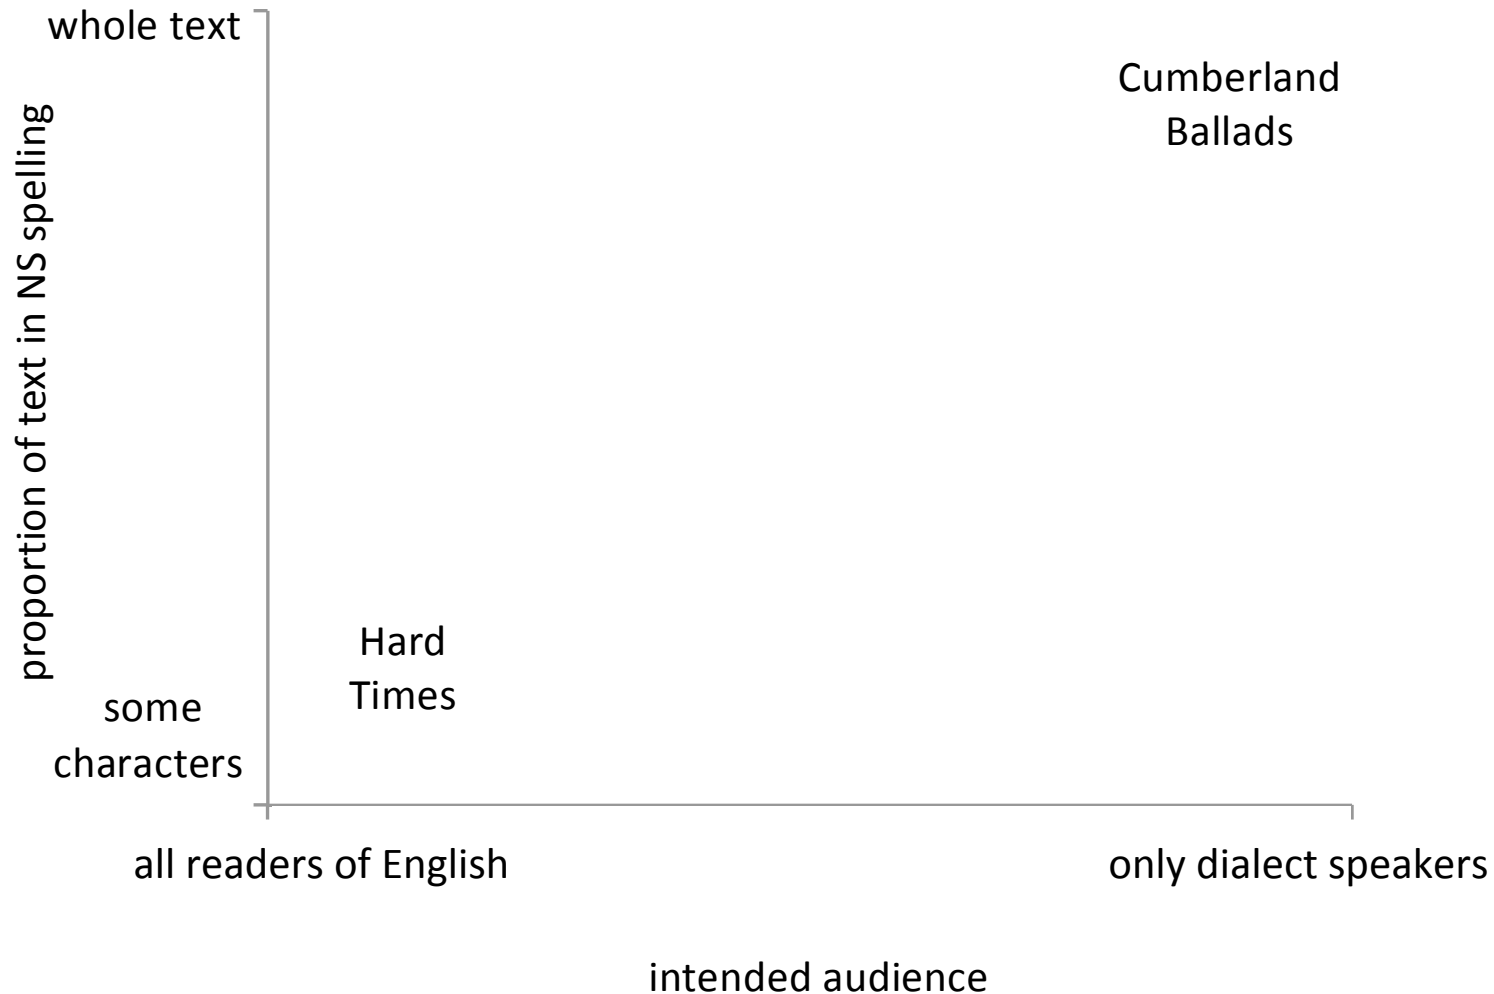 whole text
Cumberland
Ballads
proportion of text in NS spelling
Hard
Times
some
characters
all readers of English
only dialect speakers
intended audience